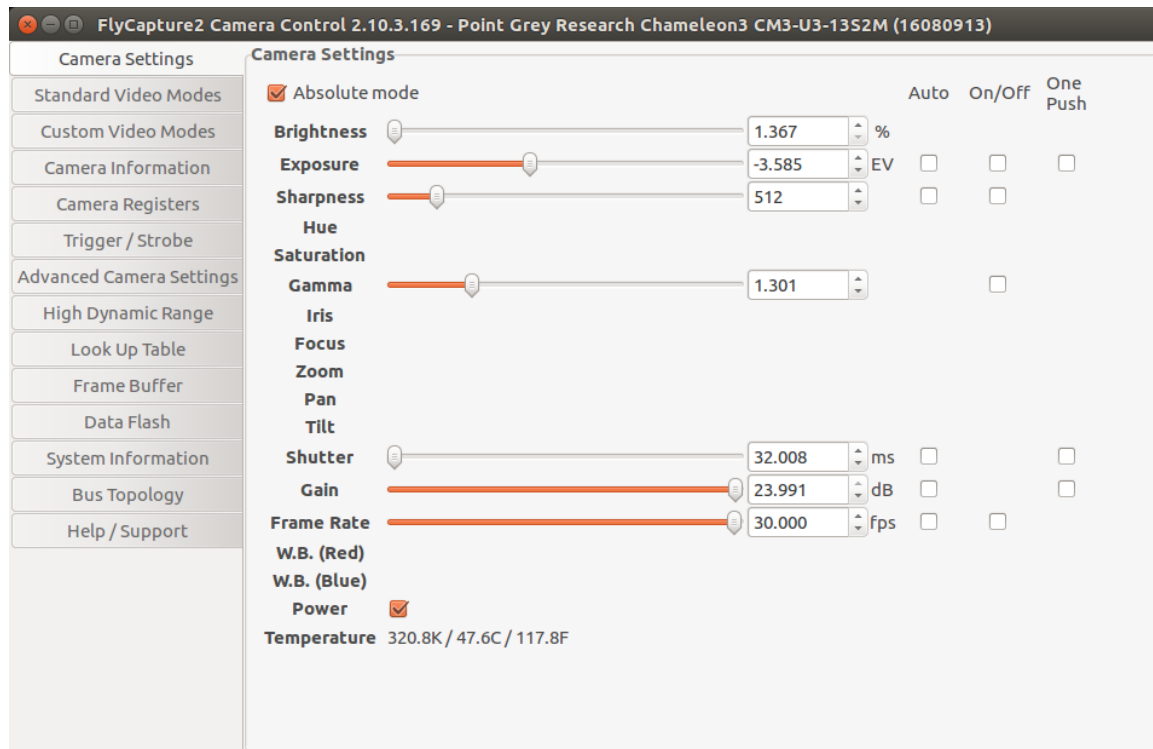 FlyCapture2 Camera Control 2.10.3.169 - Point Grey Research Chameleon3 CM3-U3-13S2M (16080913)
Camera Settings
Standard Video Modes
Custom Video Modes
Camera Information
Camera Registers
Trigger / Strobe
Advanced Camera Settings
High Dynamic Range
Look Up Table
Frame Buffer
Data Flash
System Information
Bus Topology
Help / Support
Camera Settings
Absolute mode Auto On/Off One Push
Brightness 1.367 %
Exposure -3.585 EV
Sharpness 512
Hue
Saturation
Gamma 1.301
Iris
Focus
Zoom
Pan
Tilt
Shutter 32.008 ms
Gain 23.991 dB
Frame Rate 30.000 fps
W.B. (Red)
W.B. (Blue)
Power
Temperature 320.8K / 47.6C / 117.8F